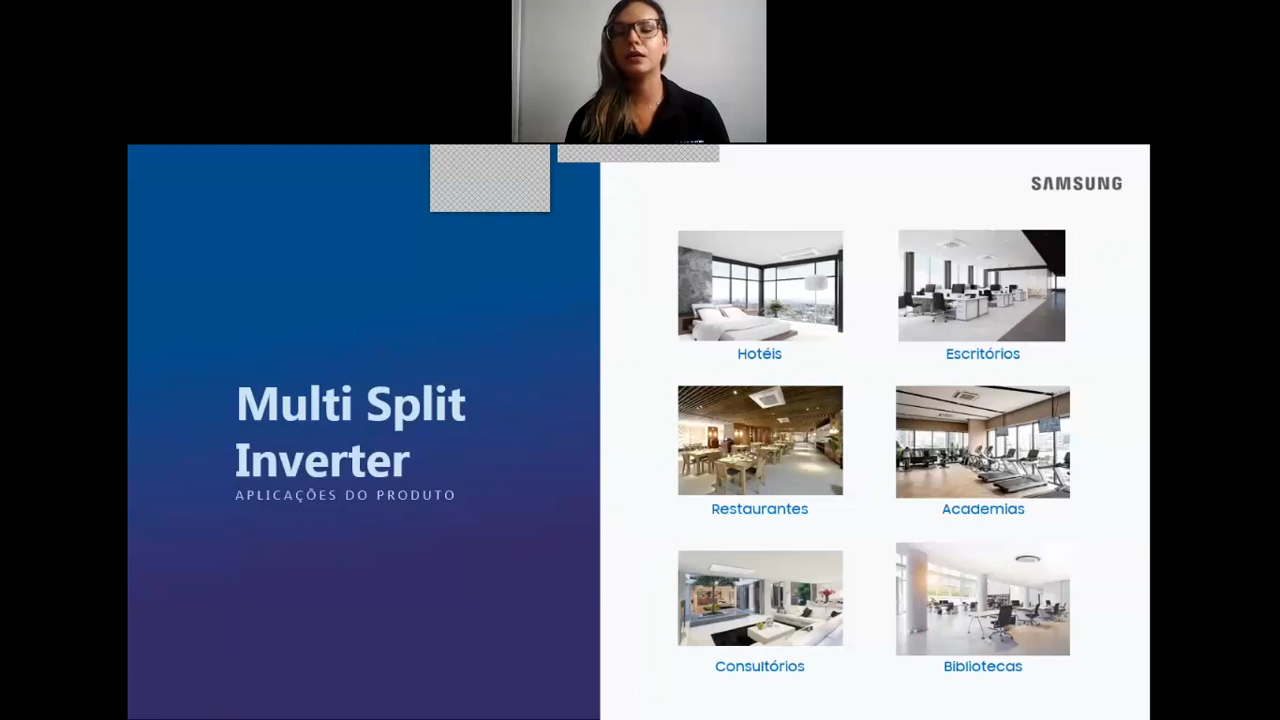 SAMSUNG
Multi Split
Inverter
APLICAÇÕES DO PRODUTO
Hotéis
Escritórios
Restaurantes
Academias
Consultórios
Bibliotecas